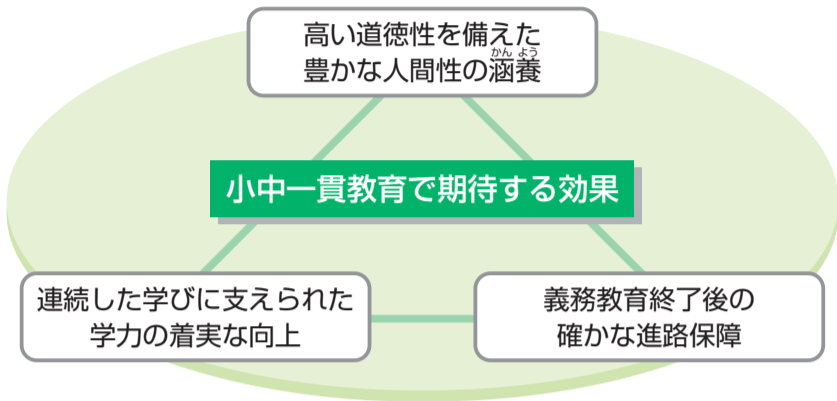 高い道徳性を備えた
かん よう
豊かな人間性の涵養
小中一貫教育で期待する効果
連続した学びに支えられた
学力の着実な向上
義務教育終了後の
確かな進路保障